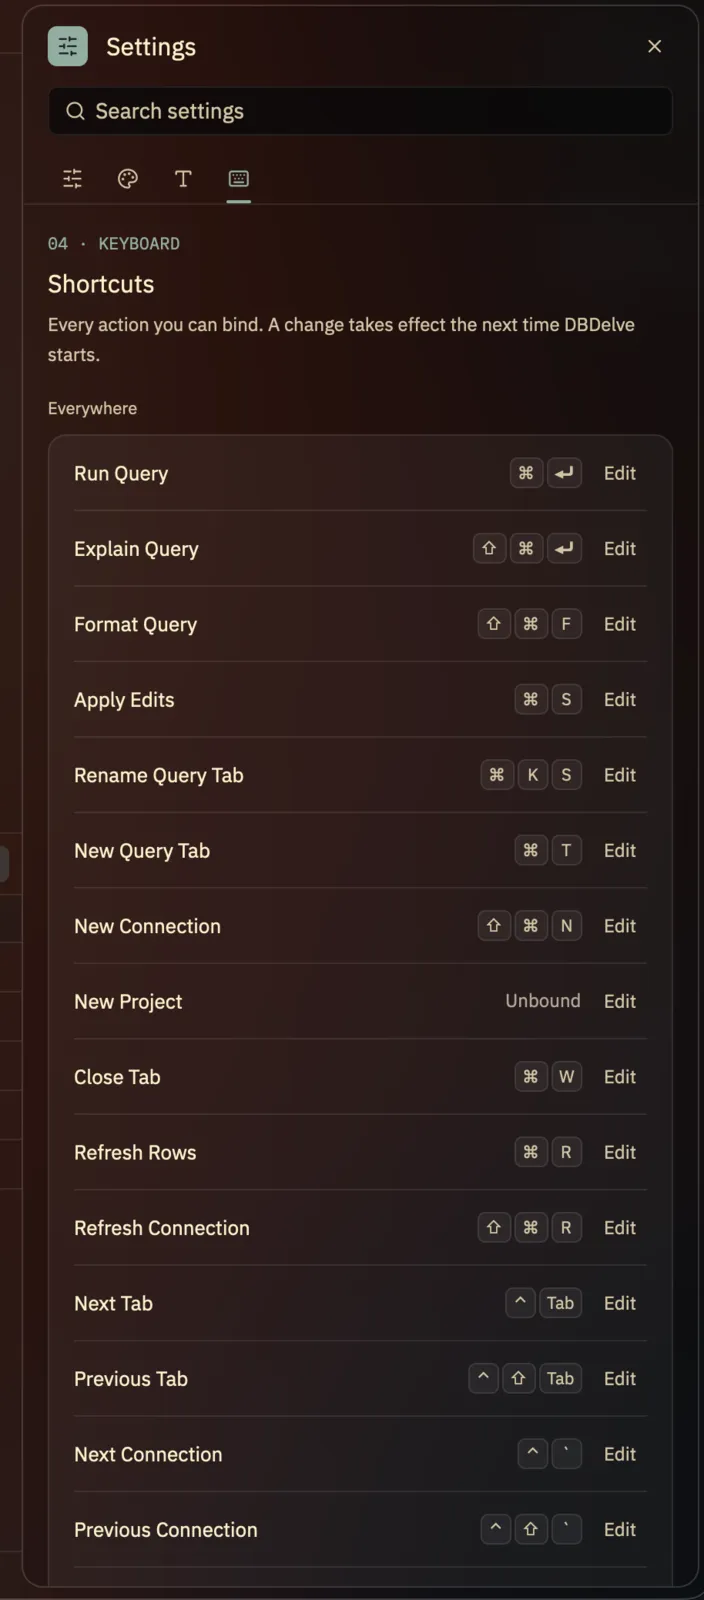 Settings
Search settings
04 · KEYBOARD
Shortcuts
Every action you can bind. A change takes effect the next time DBDelve
starts.
Everywhere
Run Query ⌘ ↵ Edit
Explain Query ⇧ ⌘ ↵ Edit
Format Query ⇧ ⌘ F Edit
Apply Edits ⌘ S Edit
Rename Query Tab ⌘ K S Edit
New Query Tab ⌘ T Edit
New Connection ⇧ ⌘ N Edit
New Project Unbound Edit
Close Tab ⌘ W Edit
Refresh Rows ⌘ R Edit
Refresh Connection ⇧ ⌘ R Edit
Next Tab ^ Tab Edit
Previous Tab ^ ⇧ Tab Edit
Next Connection ^ ` Edit
Previous Connection ^ ⇧ ` Edit